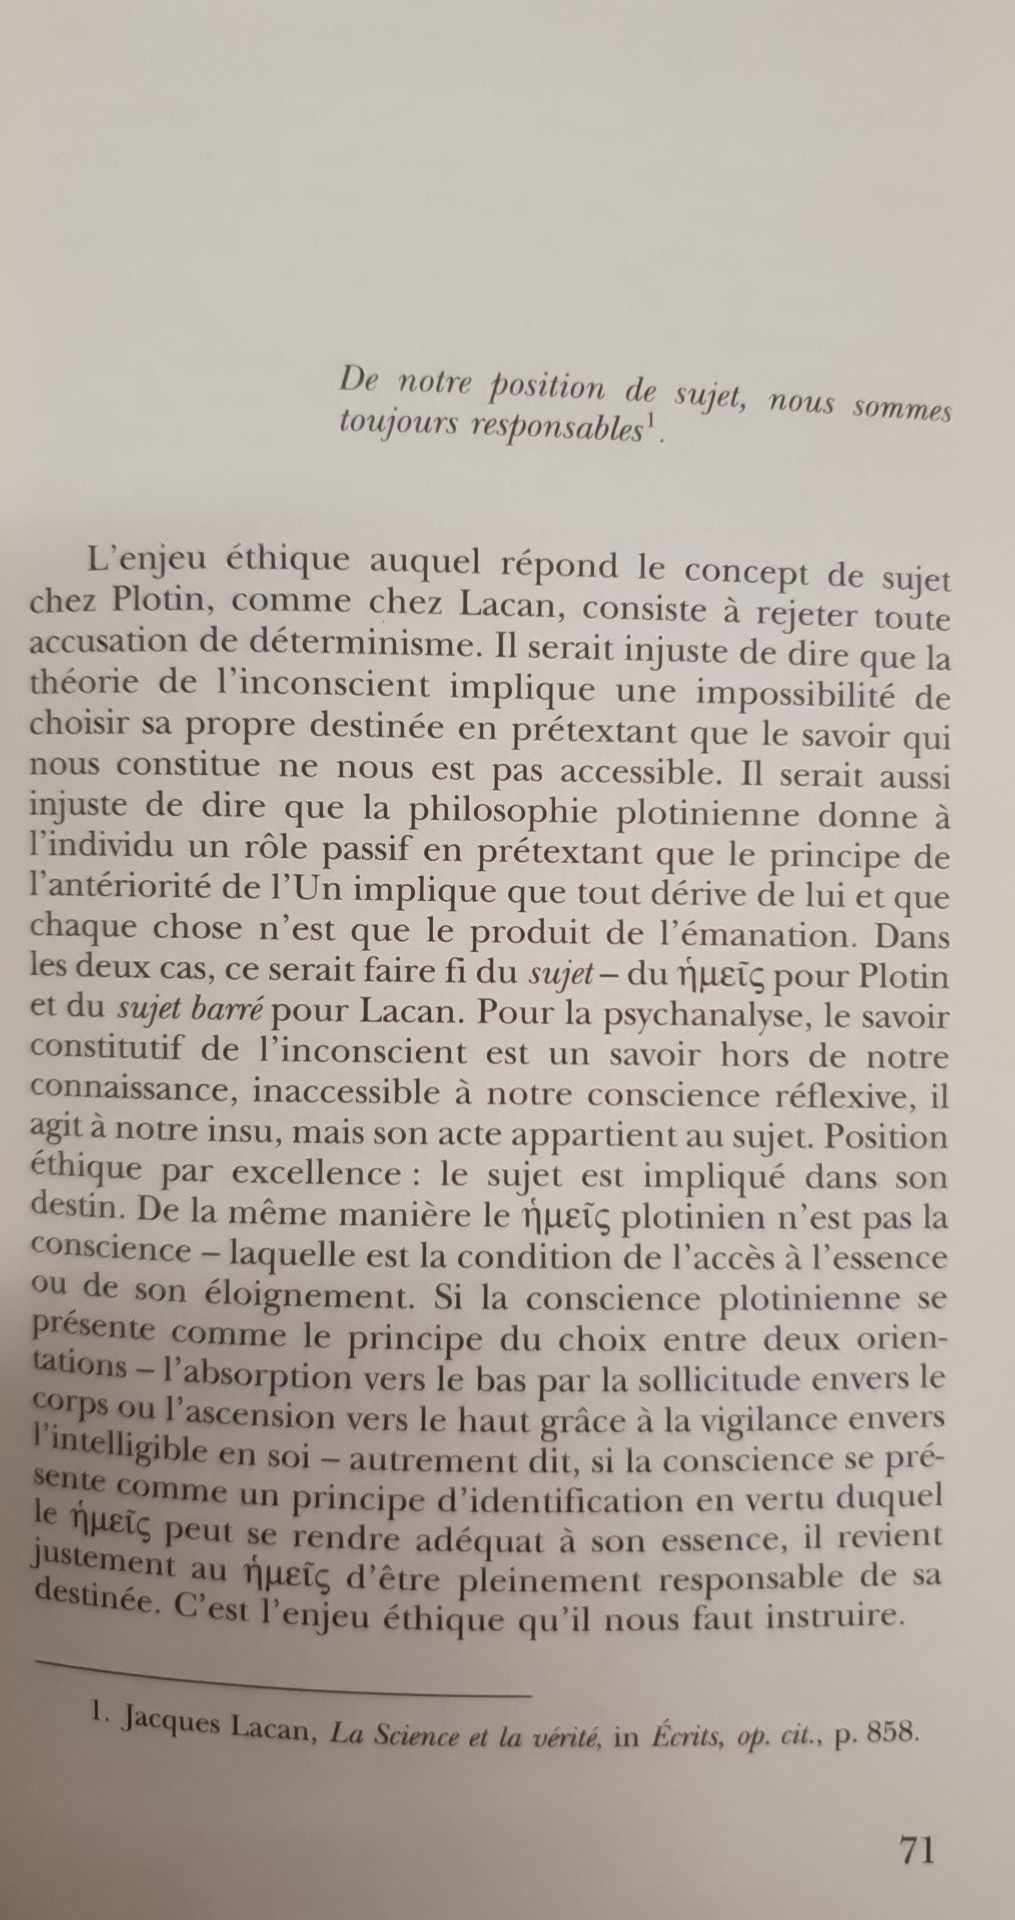 De notre position de sujet, nous sommes
toujours responsables¹.
L'enjeu éthique auquel répond le concept de sujet
chez Plotin, comme chez Lacan, consiste à rejeter toute
accusation de déterminisme. Il serait injuste de dire que la
théorie de l'inconscient implique une impossibilité de
choisir sa propre destinée en prétextant que le savoir qui
nous constitue ne nous est pas accessible. Il serait aussi
injuste de dire que la philosophie plotinienne donne à
l'individu un rôle passif en prétextant que le principe de
l'antériorité de l'Un implique que tout dérive de lui et que
chaque chose n'est que le produit de l'émanation. Dans
les deux cas, ce serait faire fi du sujet – du ἡμεῖς pour Plotin
et du sujet barré pour Lacan. Pour la psychanalyse, le savoir
constitutif de l'inconscient est un savoir hors de notre
connaissance, inaccessible à notre conscience réflexive, il
agit à notre insu, mais son acte appartient au sujet. Position
éthique par excellence : le sujet est impliqué dans son
destin. De la même manière le ἡμεῖς plotinien n'est pas la
conscience – laquelle est la condition de l'accès à l'essence
ou de son éloignement. Si la conscience plotinienne se
présente comme le principe du choix entre deux orien-
tations – l'absorption vers le bas par la sollicitude envers le
corps ou l'ascension vers le haut grâce à la vigilance envers
l'intelligible en soi – autrement dit, si la conscience se pré-
sente comme un principe d'identification en vertu duquel
le ἡμεῖς peut se rendre adéquat à son essence, il revient
justement au ἡμεῖς d'être pleinement responsable de sa
destinée. C'est l'enjeu éthique qu'il nous faut instruire.
1. Jacques Lacan, La Science et la vérité, in Écrits, op. cit., p. 858.
71